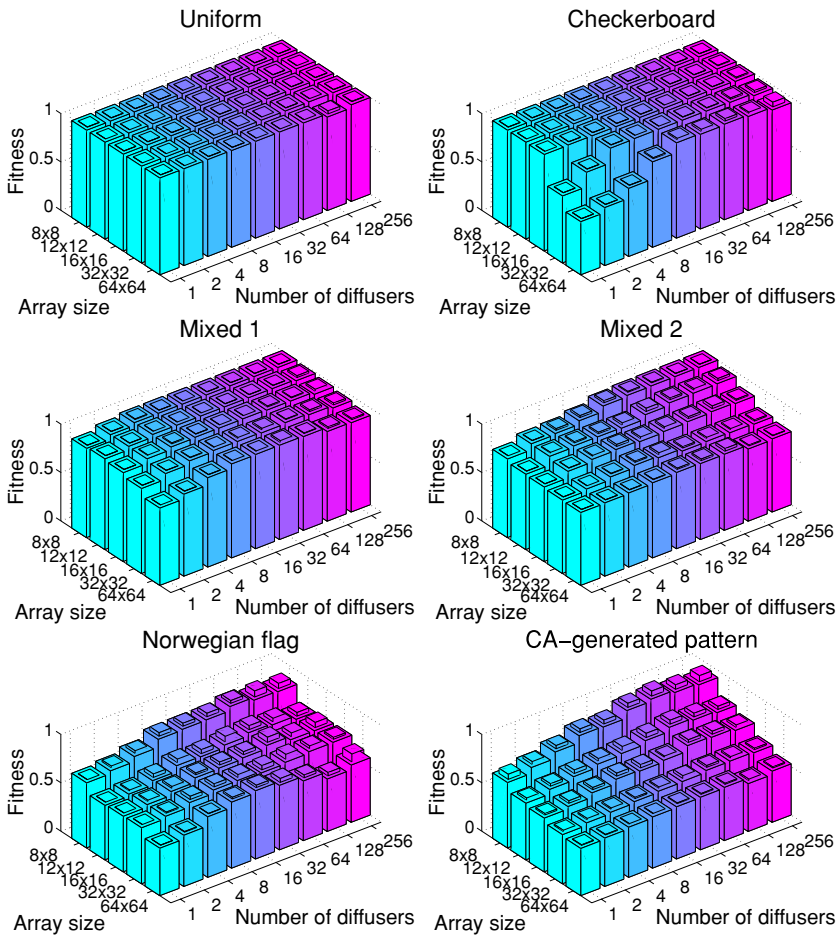 Uniform
Fitness
1
0.5
0
8x8
12x12
16x16
32x32
64x64
Array size
1
2
4
8
16
32
64
128
256
Number of diffusers
Checkerboard
Fitness
1
0.5
0
8x8
12x12
16x16
32x32
64x64
Array size
1
2
4
8
16
32
64
128
256
Number of diffusers
Mixed 1
Fitness
1
0.5
0
8x8
12x12
16x16
32x32
64x64
Array size
1
2
4
8
16
32
64
128
256
Number of diffusers
Mixed 2
Fitness
1
0.5
0
8x8
12x12
16x16
32x32
64x64
Array size
1
2
4
8
16
32
64
128
256
Number of diffusers
Norwegian flag
Fitness
1
0.5
0
8x8
12x12
16x16
32x32
64x64
Array size
1
2
4
8
16
32
64
128
256
Number of diffusers
CA−generated pattern
Fitness
1
0.5
0
8x8
12x12
16x16
32x32
64x64
Array size
1
2
4
8
16
32
64
128
256
Number of diffusers